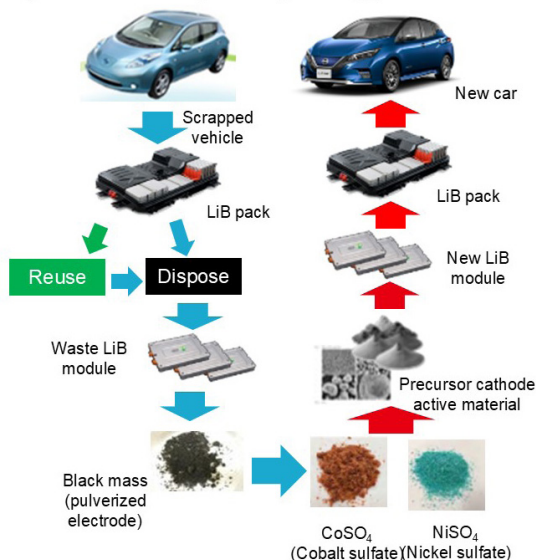 Scrapped
vehicle
LiB pack
Reuse
Dispose
Waste LiB
module
Black mass
(pulverized
electrode)
CoSO₄
(Cobalt sulfate)
NiSO₄
(Nickel sulfate)
Precursor cathode
active material
New LiB
module
LiB pack
New car